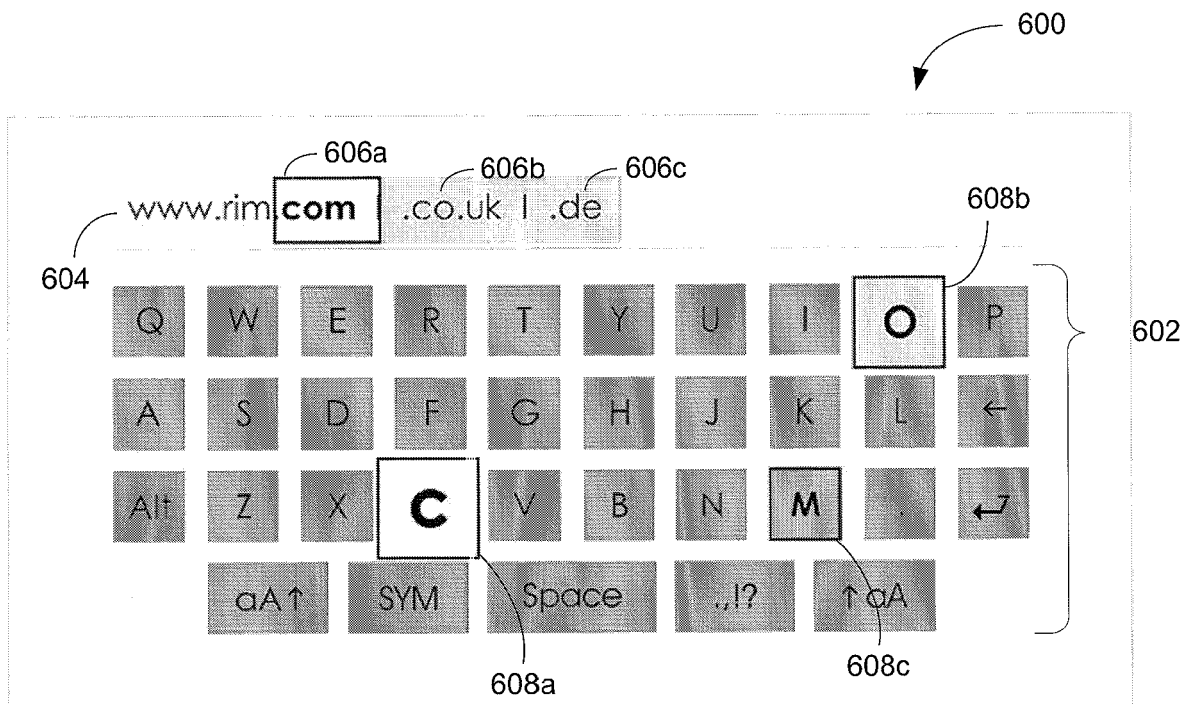 600
606a 606b 606c
www.rim.com .co.uk | .de
608b
604
Q W E R T Y U I O P
602
A S D F G H J K L ←
Alt Z X C V B N M . ↵
aA↑ SYM Space .,!? ↑aA
608c
608a